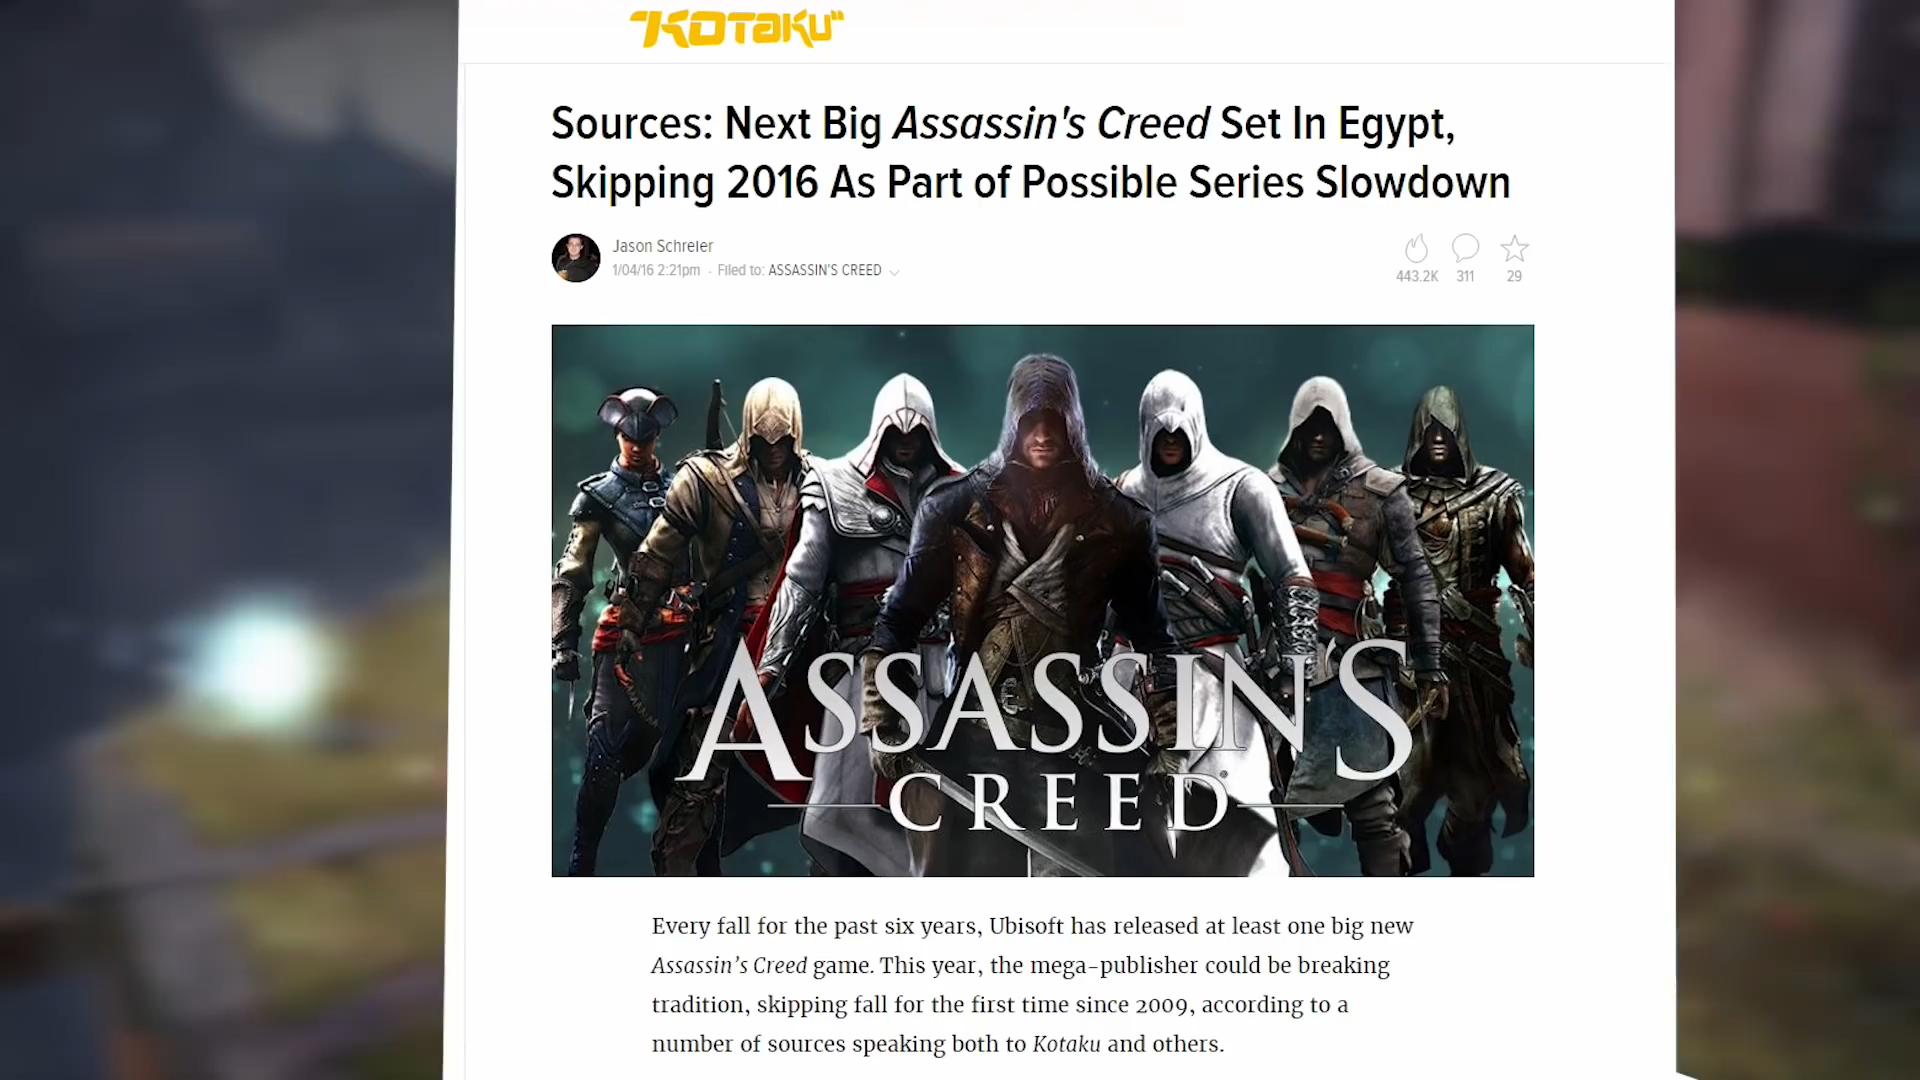 KOTAKU
Sources: Next Big Assassin's Creed Set In Egypt,
Skipping 2016 As Part of Possible Series Slowdown
Jason Schreier
1/04/16 2:21pm · Filed to: ASSASSIN'S CREED
443.2K 311 29
ASSASSIN'S
CREED
Every fall for the past six years, Ubisoft has released at least one big new
Assassin's Creed game. This year, the mega-publisher could be breaking
tradition, skipping fall for the first time since 2009, according to a
number of sources speaking both to Kotaku and others.